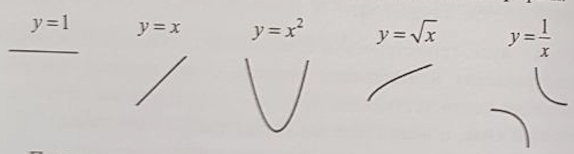 y=1 y=x y=x² y=√x y=1/x